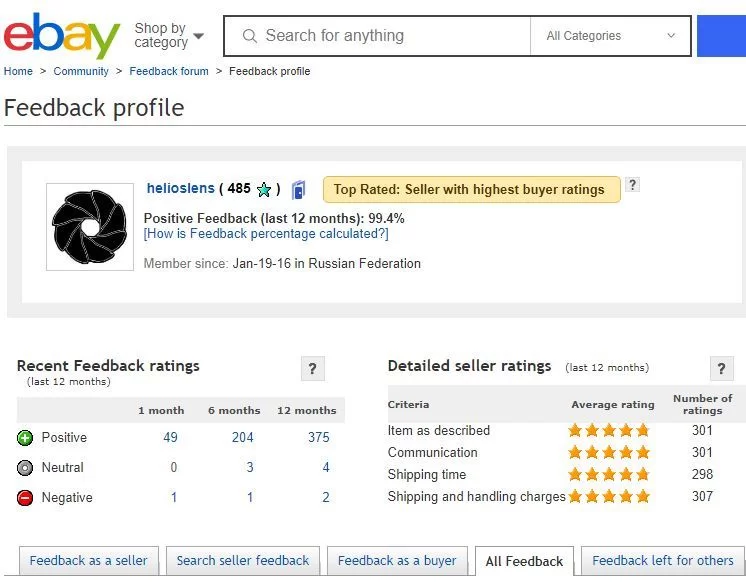 ebay
Shop by
category
Search for anything
All Categories
Home > Community > Feedback forum > Feedback profile
Feedback profile
helioslens ( 485 )
Top Rated: Seller with highest buyer ratings
?
Positive Feedback (last 12 months): 99.4%
[How is Feedback percentage calculated?]
Member since: Jan-19-16 in Russian Federation
Recent Feedback ratings
(last 12 months)
?
1 month 6 months 12 months
Positive 49 204 375
Neutral 0 3 4
Negative 1 1 2
Detailed seller ratings (last 12 months)
?
Criteria Average rating Number of
ratings
Item as described 301
Communication 301
Shipping time 298
Shipping and handling charges 307
Feedback as a seller
Search seller feedback
Feedback as a buyer
All Feedback
Feedback left for others